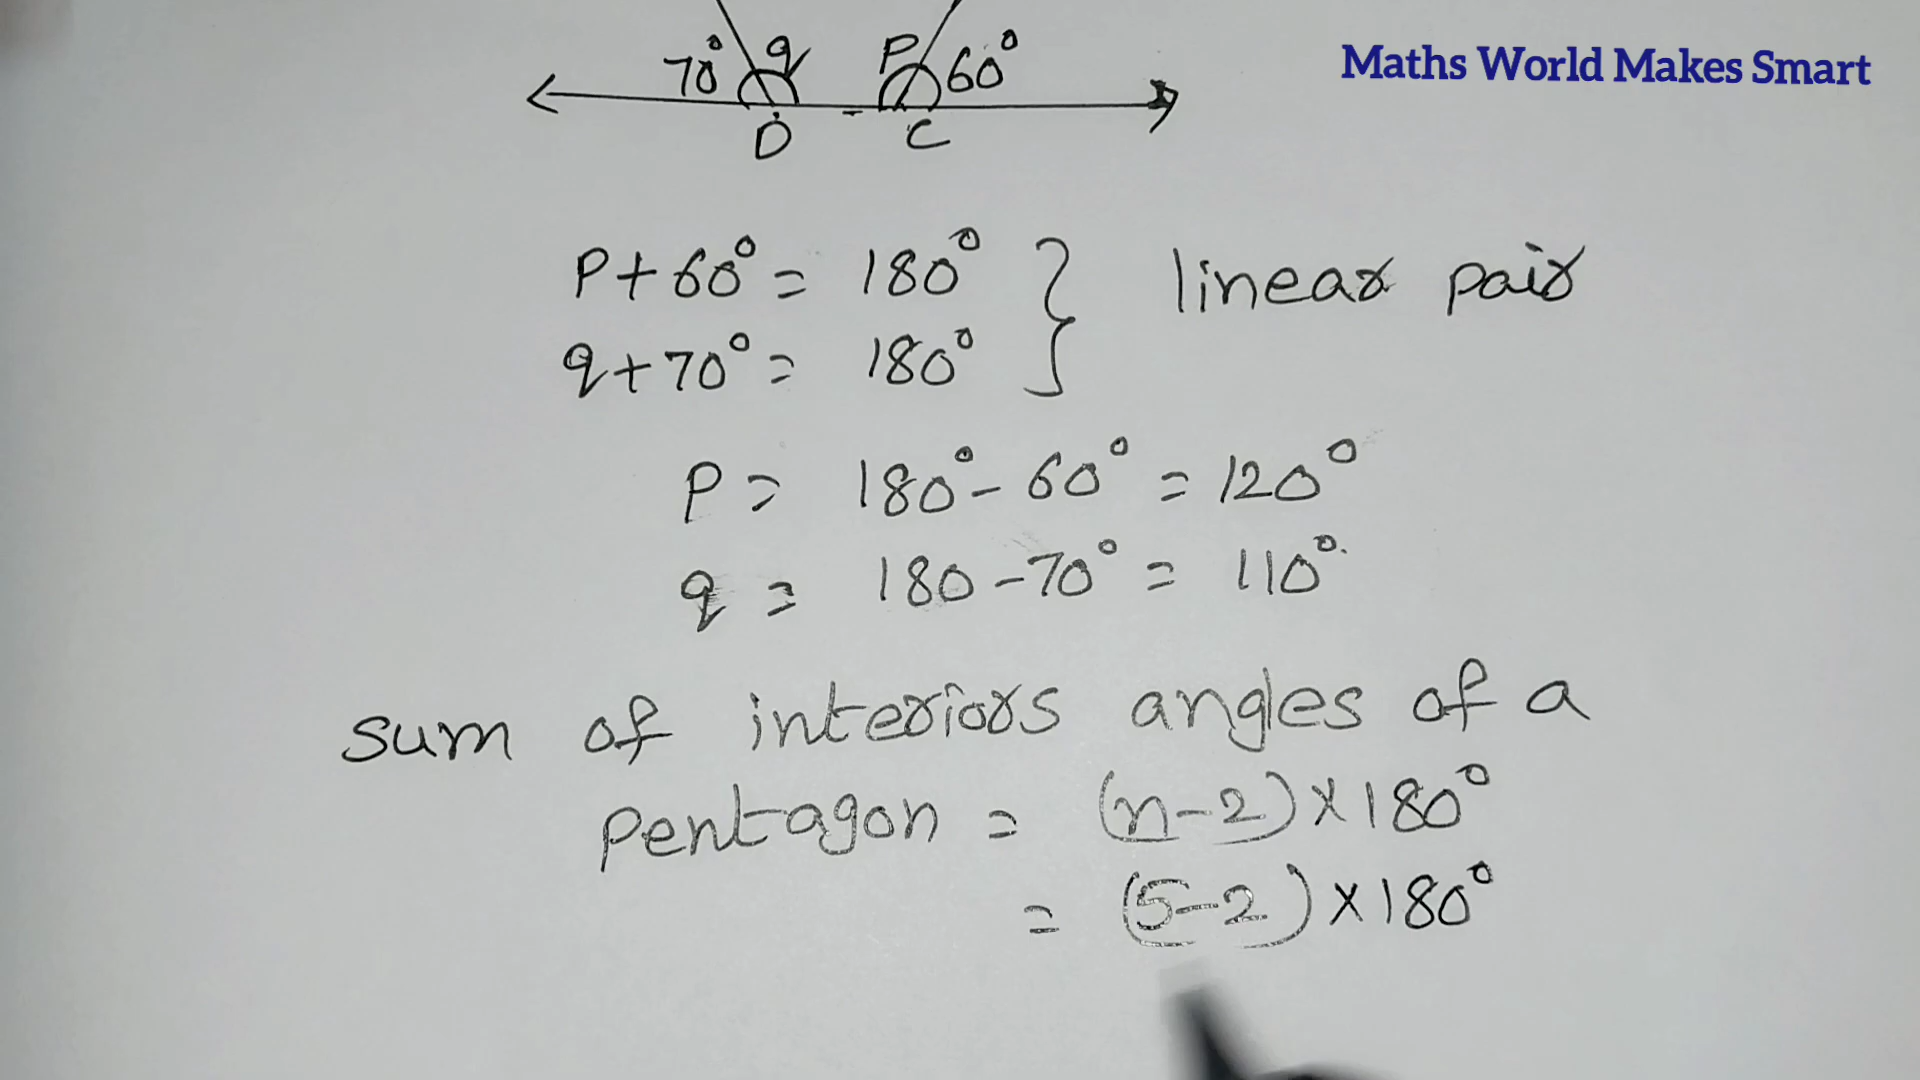 Maths World Makes Smart
70° q P 60°
D C
P + 60° = 180° } linear pair
q + 70° = 180°
P = 180° - 60° = 120°
q = 180 - 70° = 110°.
sum of interiors angles of a
pentagon = (n-2) × 180°
= (5-2) × 180°